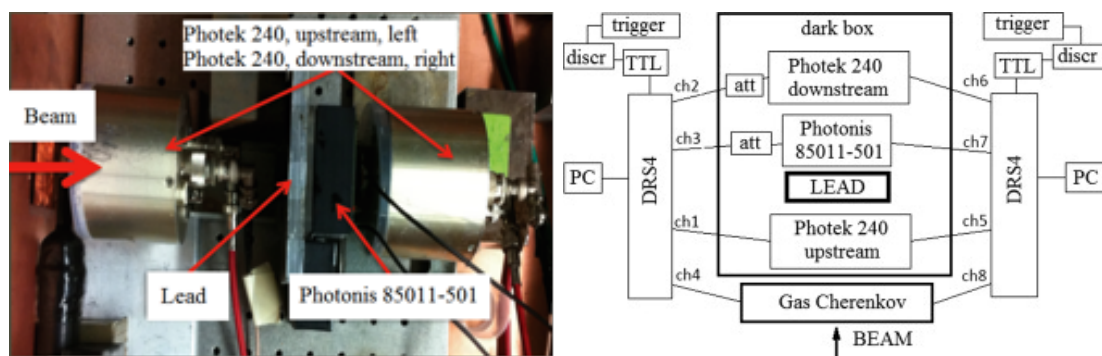 Photek 240, upstream, left
Photek 240, downstream, right
Beam
Lead
Photonis 85011-501
trigger
discr
TTL
dark box
trigger
TTL
discr
ch2
att
Photek 240
downstream
ch6
ch3
att
Photonis
85011-501
ch7
PC
DRS4
LEAD
DRS4
PC
ch1
Photek 240
upstream
ch5
ch4
Gas Cherenkov
ch8
BEAM